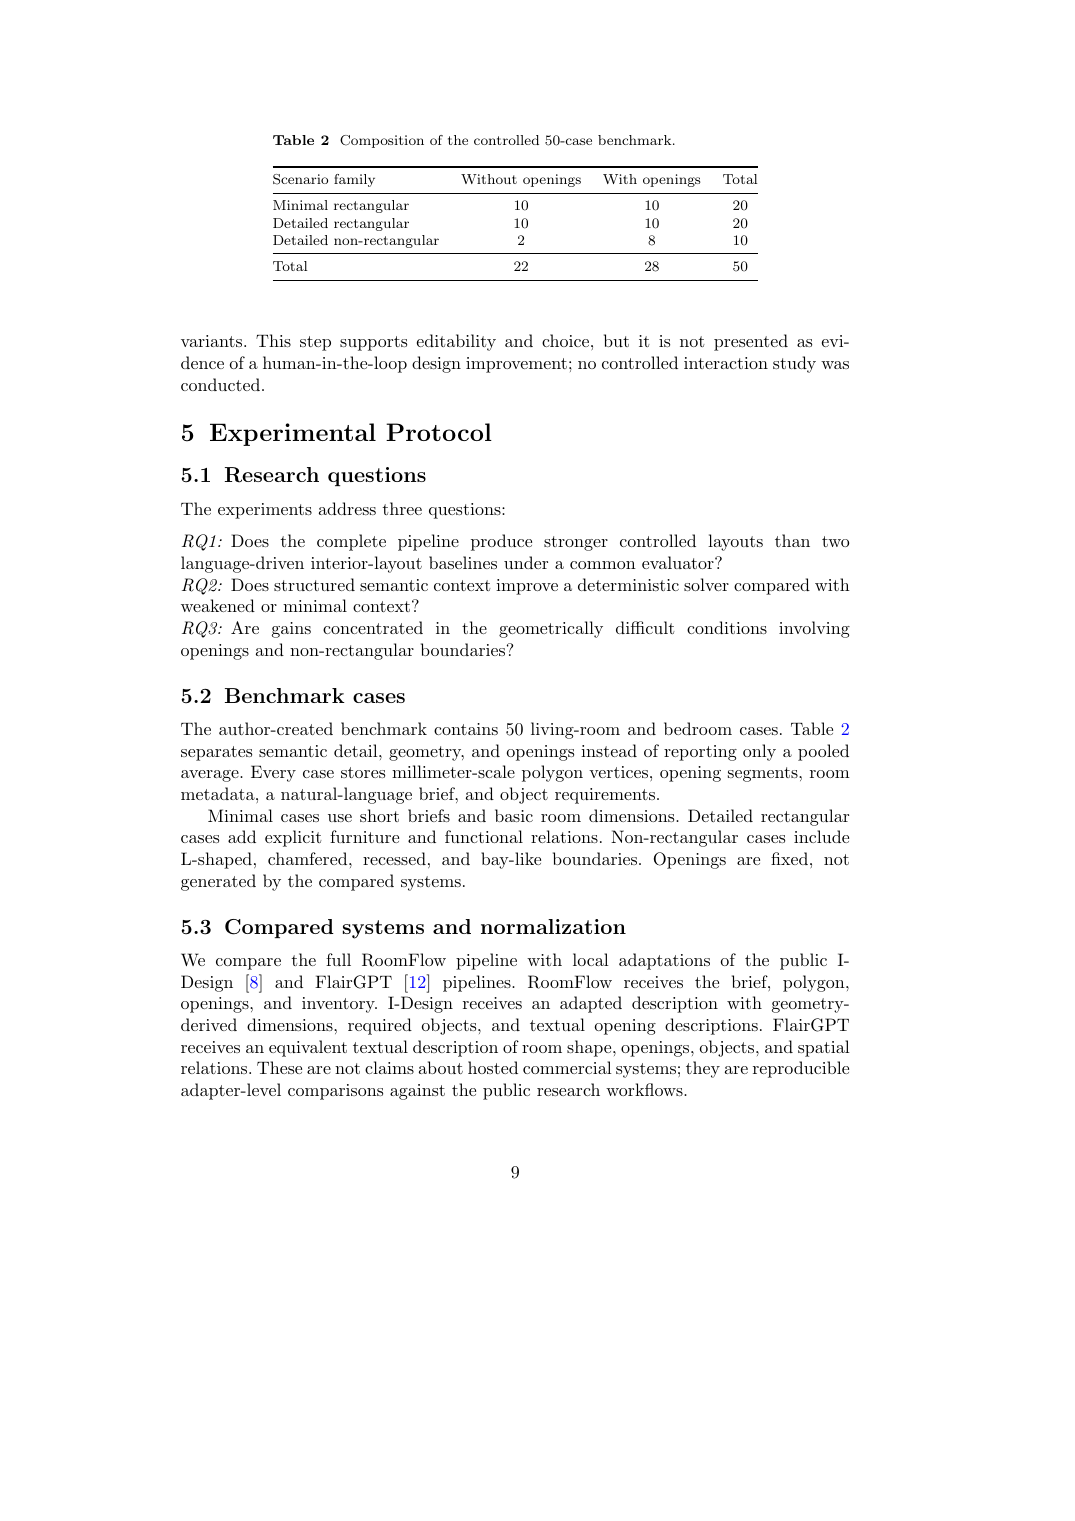 Table 2 Composition of the controlled 50-case benchmark.
Scenario family Without openings With openings Total
Minimal rectangular 10 10 20
Detailed rectangular 10 10 20
Detailed non-rectangular 2 8 10
Total 22 28 50
variants. This step supports editability and choice, but it is not presented as evi-
dence of a human-in-the-loop design improvement; no controlled interaction study was
conducted.
5 Experimental Protocol
5.1 Research questions
The experiments address three questions:
RQ1: Does the complete pipeline produce stronger controlled layouts than two
language-driven interior-layout baselines under a common evaluator?
RQ2: Does structured semantic context improve a deterministic solver compared with
weakened or minimal context?
RQ3: Are gains concentrated in the geometrically difficult conditions involving
openings and non-rectangular boundaries?
5.2 Benchmark cases
The author-created benchmark contains 50 living-room and bedroom cases. Table 2
separates semantic detail, geometry, and openings instead of reporting only a pooled
average. Every case stores millimeter-scale polygon vertices, opening segments, room
metadata, a natural-language brief, and object requirements.
Minimal cases use short briefs and basic room dimensions. Detailed rectangular
cases add explicit furniture and functional relations. Non-rectangular cases include
L-shaped, chamfered, recessed, and bay-like boundaries. Openings are fixed, not
generated by the compared systems.
5.3 Compared systems and normalization
We compare the full RoomFlow pipeline with local adaptations of the public I-
Design [8] and FlairGPT [12] pipelines. RoomFlow receives the brief, polygon,
openings, and inventory. I-Design receives an adapted description with geometry-
derived dimensions, required objects, and textual opening descriptions. FlairGPT
receives an equivalent textual description of room shape, openings, objects, and spatial
relations. These are not claims about hosted commercial systems; they are reproducible
adapter-level comparisons against the public research workflows.
9